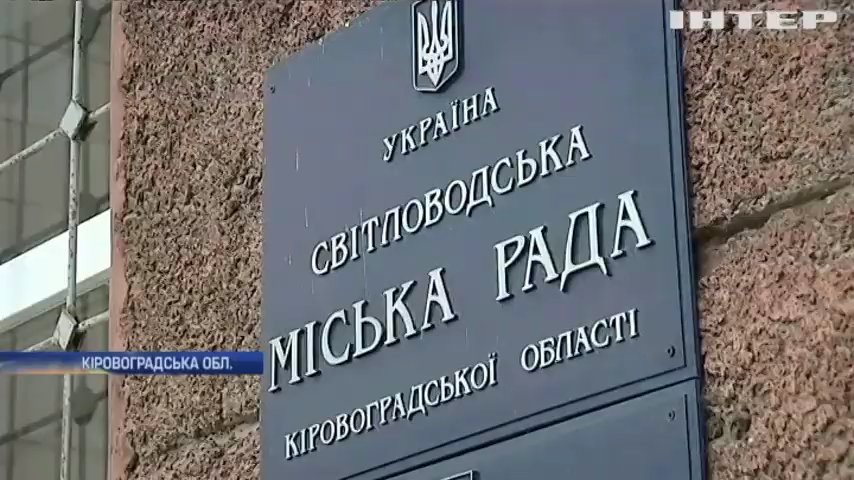 ІНТЕР
УКРАЇНА
СВІТЛОВОДСЬКА
МІСЬКА РАДА
КІРОВОГРАДСЬКОЇ ОБЛАСТІ
КІРОВОГРАДСЬКА ОБЛ.